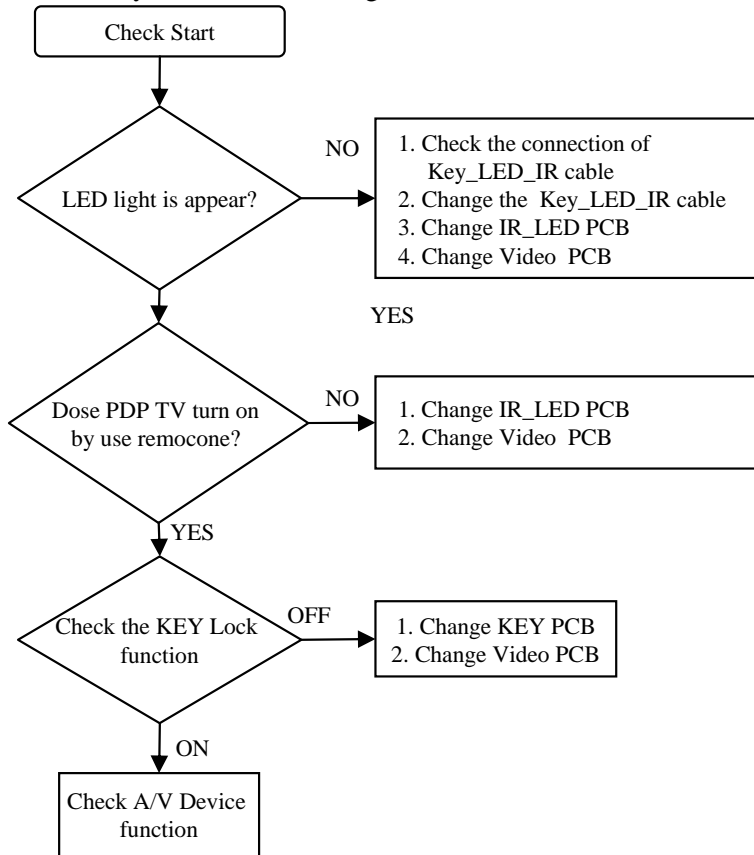 Check Start
LED light is appear?
NO
1. Check the connection of
Key_LED_IR cable
2. Change the Key_LED_IR cable
3. Change IR_LED PCB
4. Change Video PCB
YES
Dose PDP TV turn on
by use remocone?
NO
1. Change IR_LED PCB
2. Change Video PCB
YES
Check the KEY Lock
function
OFF
1. Change KEY PCB
2. Change Video PCB
ON
Check A/V Device
function